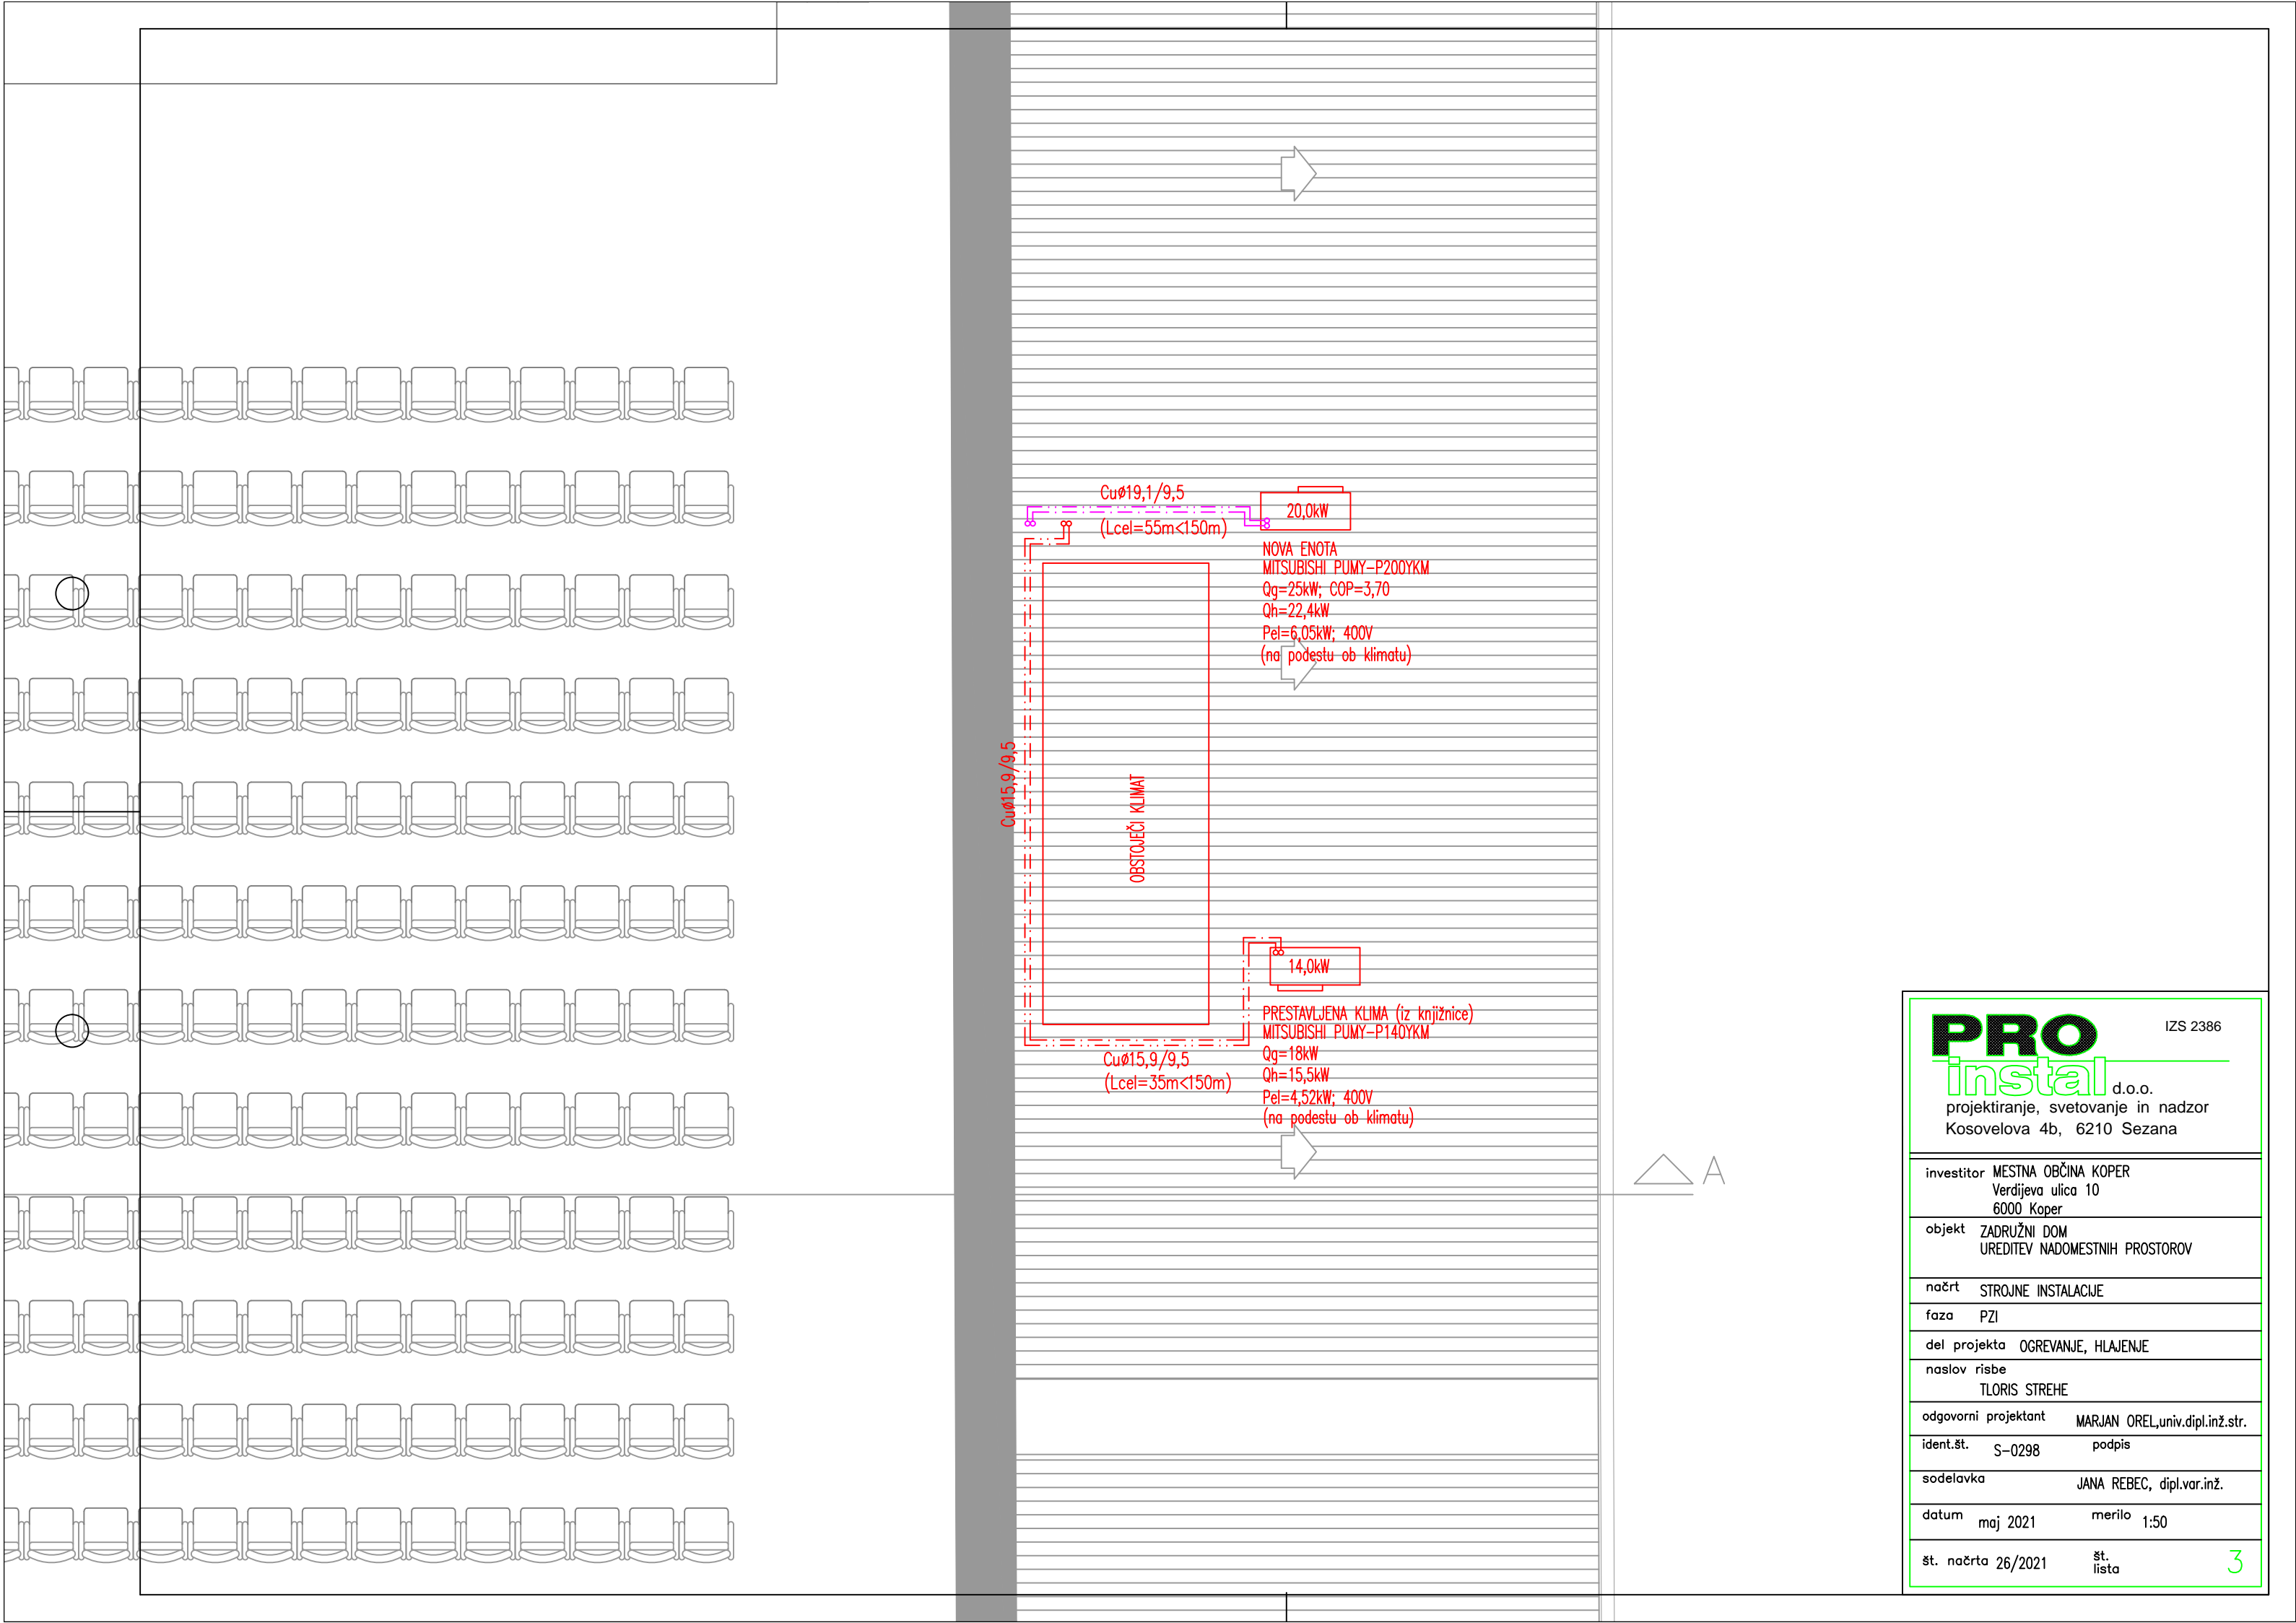 Cuø19,1/9,5
(Lcel=55m<150m)
20,0kW
NOVA ENOTA
MITSUBISHI PUMY-P200YKM
Qg=25kW; COP=3,70
Qh=22,4kW
Pel=6,05kW; 400V
(na podestu ob klimatu)
Cuø15,9/9,5
OBSTOJEČI KLIMAT
14,0kW
PRESTAVLJENA KLIMA (iz knjižnice)
MITSUBISHI PUMY-P140YKM
Qg=18kW
Qh=15,5kW
Pel=4,52kW; 400V
(na podestu ob klimatu)
Cuø15,9/9,5
(Lcel=35m<150m)
A
PRO
IZS 2386
instal d.o.o.
projektiranje, svetovanje in nadzor
Kosovelova 4b, 6210 Sezana
investitor MESTNA OBČINA KOPER
Verdijeva ulica 10
6000 Koper
objekt ZADRUŽNI DOM
UREDITEV NADOMESTNIH PROSTOROV
načrt STROJNE INSTALACIJE
faza PZI
del projekta OGREVANJE, HLAJENJE
naslov risbe
TLORIS STREHE
odgovorni projektant MARJAN OREL,univ.dipl.inž.str.
ident.št. S-0298 podpis
sodelavka JANA REBEC, dipl.var.inž.
datum maj 2021 merilo 1:50
št. načrta 26/2021 št. lista 3